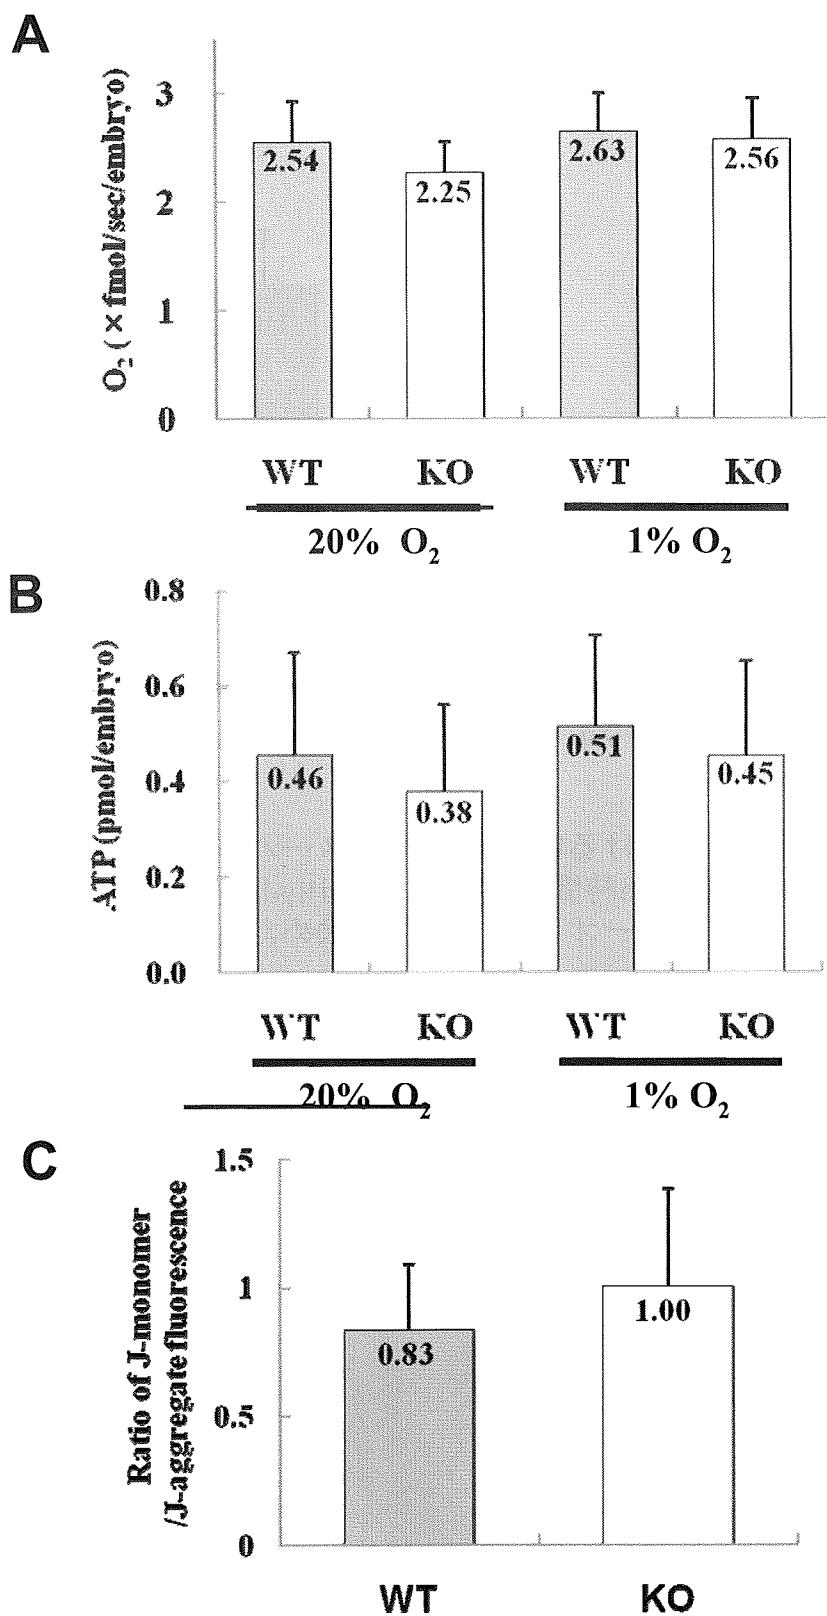 A
O₂ ( × fmol/sec/embryo)
3
2
1
0
2.54
2.25
2.63
2.56
WT KO WT KO
20% O₂ 1% O₂
B
ATP (pmol/embryo)
0.8
0.6
0.4
0.2
0.0
0.46
0.38
0.51
0.45
WT KO WT KO
20% O₂ 1% O₂
C
Ratio of J-monomer
/J-aggregate fluorescence
1.5
1
0.5
0
0.83
1.00
WT KO